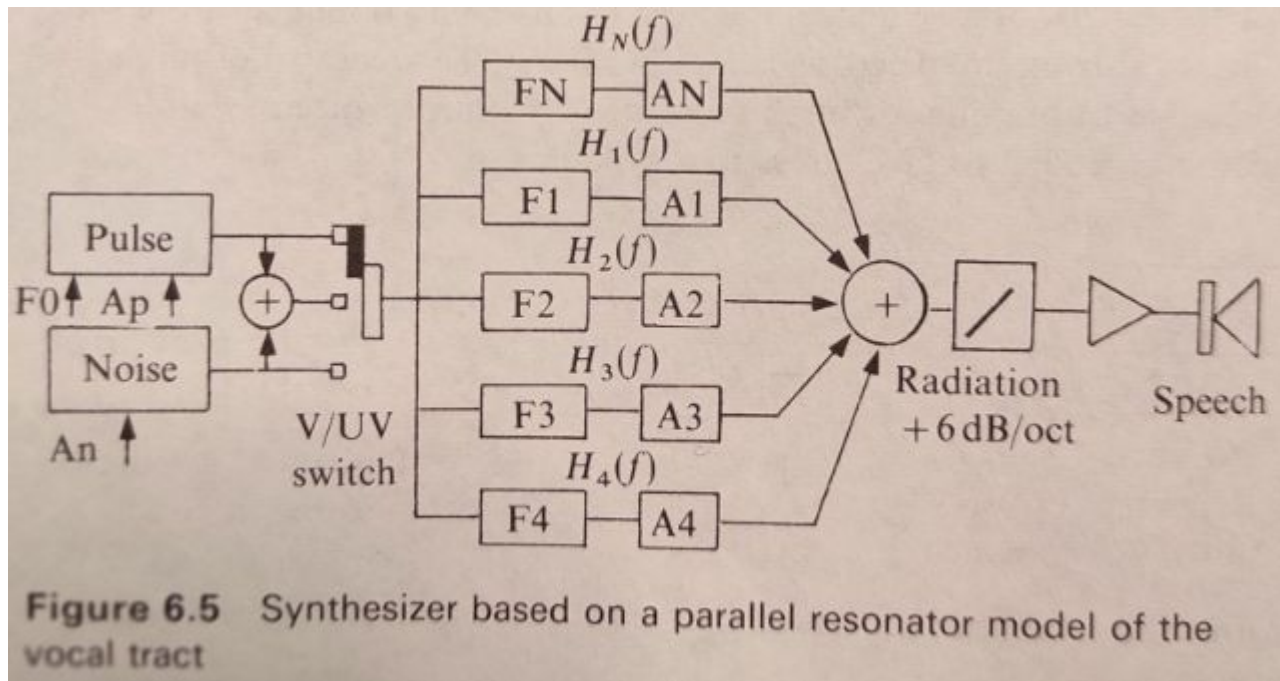 H_N(f)
FN AN
H_1(f)
F1 A1
H_2(f)
F2 A2
H_3(f)
F3 A3
H_4(f)
F4 A4
Pulse
F0 Ap
+
Noise
An
V/UV
switch
+
Radiation
+6 dB/oct
Speech
Figure 6.5 Synthesizer based on a parallel resonator model of the
vocal tract